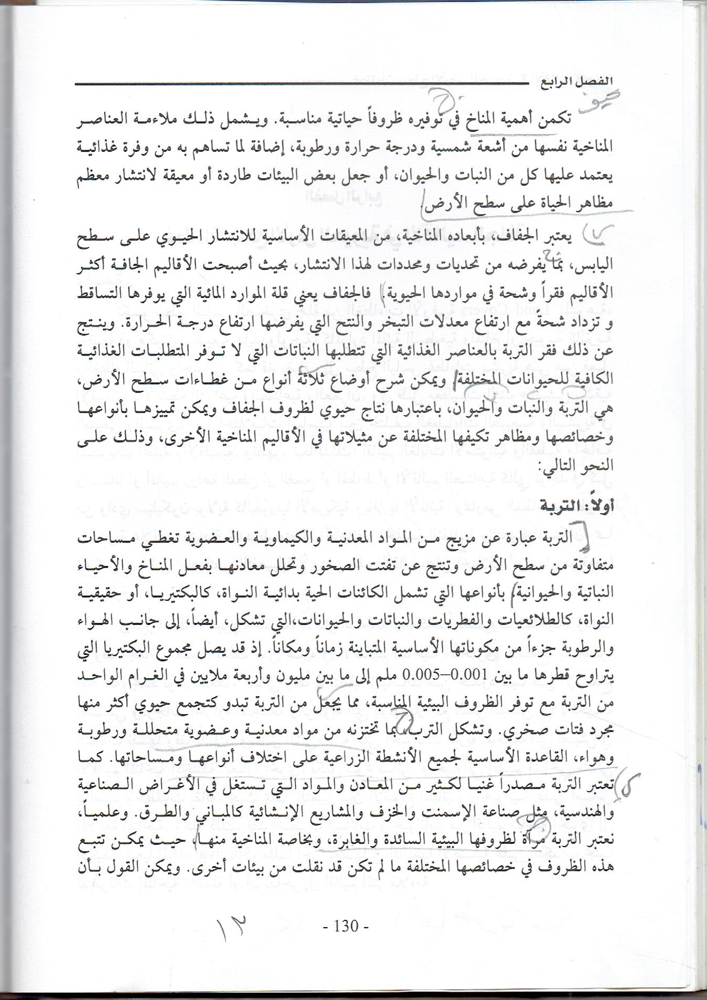 الفصل الرابع
تكمن أهمية المناخ في توفيره ظروفاً حياتية مناسبة. ويشمل ذلك ملاءمة العناصر
المناخية نفسها من أشعة شمسية ودرجة حرارة ورطوبة، إضافة لما تساهم به من وفرة غذائية
يعتمد عليها كل من النبات والحيوان، أو جعل بعض البيئات طاردة أو معيقة لانتشار معظم
مظاهر الحياة على سطح الأرض.
يعتبر الجفاف، بأبعاده المناخية، من المعيقات الأساسية للانتشار الحيوي على سطح
اليابس، بما يفرضه من تحديات ومحددات لهذا الانتشار، بحيث أصبحت الأقاليم الجافة أكثر
الأقاليم فقراً وشحة في مواردها الحيوية. فالجفاف يعني قلة الموارد المائية التي يوفرها التساقط
و تزداد شحةً مع ارتفاع معدلات التبخر والنتح التي يفرضها ارتفاع درجة الحرارة. وينتج
عن ذلك فقر التربة بالعناصر الغذائية التي تتطلبها النباتات التي لا توفر المتطلبات الغذائية
الكافية للحيوانات المختلفة. ويمكن شرح أوضاع ثلاثة أنواع من غطاءات سطح الأرض،
هي التربة والنبات والحيوان، باعتبارها نتاج حيوي لظروف الجفاف ويمكن تمييزها بأنواعها
وخصائصها ومظاهر تكيفها المختلفة عن مثيلاتها في الأقاليم المناخية الأخرى، وذلك على
النحو التالي:
أولاً: التربة
التربة عبارة عن مزيج من المواد المعدنية والكيماوية والعضوية تغطي مساحات
متفاوتة من سطح الأرض وتنتج عن تفتت الصخور وتحلل معادنها بفعل المناخ والأحياء
النباتية والحيوانية، بأنواعها التي تشمل الكائنات الحية بدائية النواة، كالبكتيريا، أو حقيقية
النواة، كالطلائعيات والفطريات والنباتات والحيوانات،التي تشكل، أيضاً، إلى جانب الهواء
والرطوبة جزءاً من مكوناتها الأساسية المتباينة زماناً ومكاناً. إذ قد يصل مجموع البكتيريا التي
يتراوح قطرها ما بين 0.001–0.005 ملم إلى ما بين مليون وأربعة ملايين في الغرام الواحد
من التربة مع توفر الظروف البيئية المناسبة، مما يجعل من التربة تبدو كتجمع حيوي أكثر منها
مجرد فتات صخري. وتشكل الترب، بما تختزنه من مواد معدنية وعضوية متحللة ورطوبة
وهواء، القاعدة الأساسية لجميع الأنشطة الزراعية على اختلاف أنواعها ومساحاتها. كما
تعتبر التربة مصدراً غنيا لكثير من المعادن والمواد التي تستغل في الأغراض الصناعية
والهندسية، مثل صناعة الإسمنت والخزف والمشاريع الإنشائية كالمباني والطرق. وعلمياً،
نعتبر التربة مرآة لظروفها البيئية السائدة والغابرة، وبخاصة المناخية منها، حيث يمكن تتبع
هذه الظروف في خصائصها المختلفة ما لم تكن قد نقلت من بيئات أخرى. ويمكن القول بأن
- 130 -
١٣